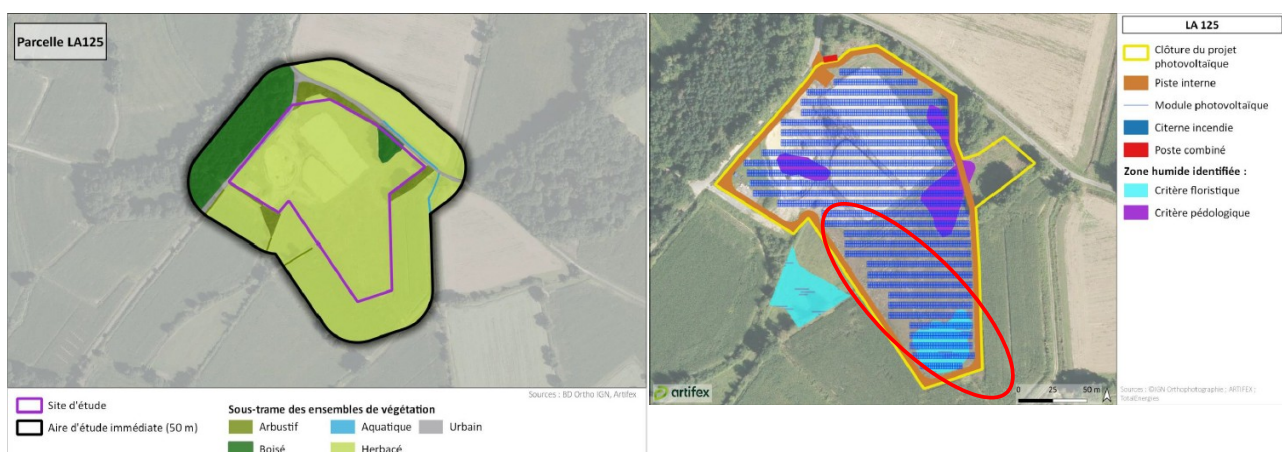 Parcelle LA125
Sources : BD Ortho IGN, Artifex
Site d'étude
Aire d'étude immédiate (50 m)
Sous-trame des ensembles de végétation
Arbustif
Aquatique
Urbain
Boisé
Herbacé
LA 125
Clôture du projet
photovoltaïque
Piste interne
Module photovoltaïque
Citerne incendie
Poste combiné
Zone humide identifiée :
Critère floristique
Critère pédologique
artifex
0 25 50 m
Sources : ©IGN Orthophotographie ; ARTIFEX ;
TotalEnergies